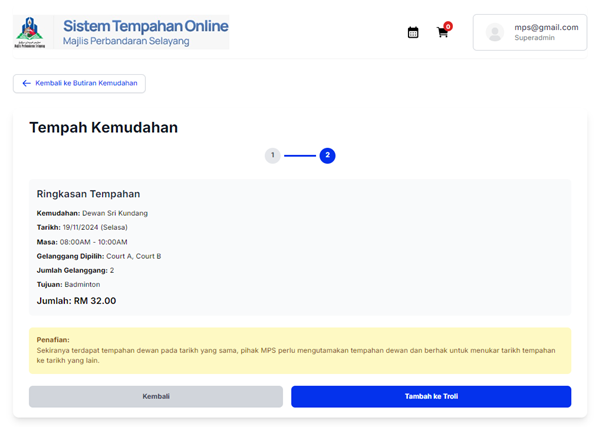 Sistem Tempahan Online
Majlis Perbandaran Selayang
0
mps@gmail.com
Superadmin
Kembali ke Butiran Kemudahan
Tempah Kemudahan
1
2
Ringkasan Tempahan
Kemudahan: Dewan Sri Kundang
Tarikh: 19/11/2024 (Selasa)
Masa: 08:00AM - 10:00AM
Gelanggang Dipilih: Court A, Court B
Jumlah Gelanggang: 2
Tujuan: Badminton
Jumlah: RM 32.00
Penafian:
Sekiranya terdapat tempahan dewan pada tarikh yang sama, pihak MPS perlu mengutamakan tempahan dewan dan berhak untuk menukar tarikh tempahan
ke tarikh yang lain.
Kembali
Tambah ke Troli